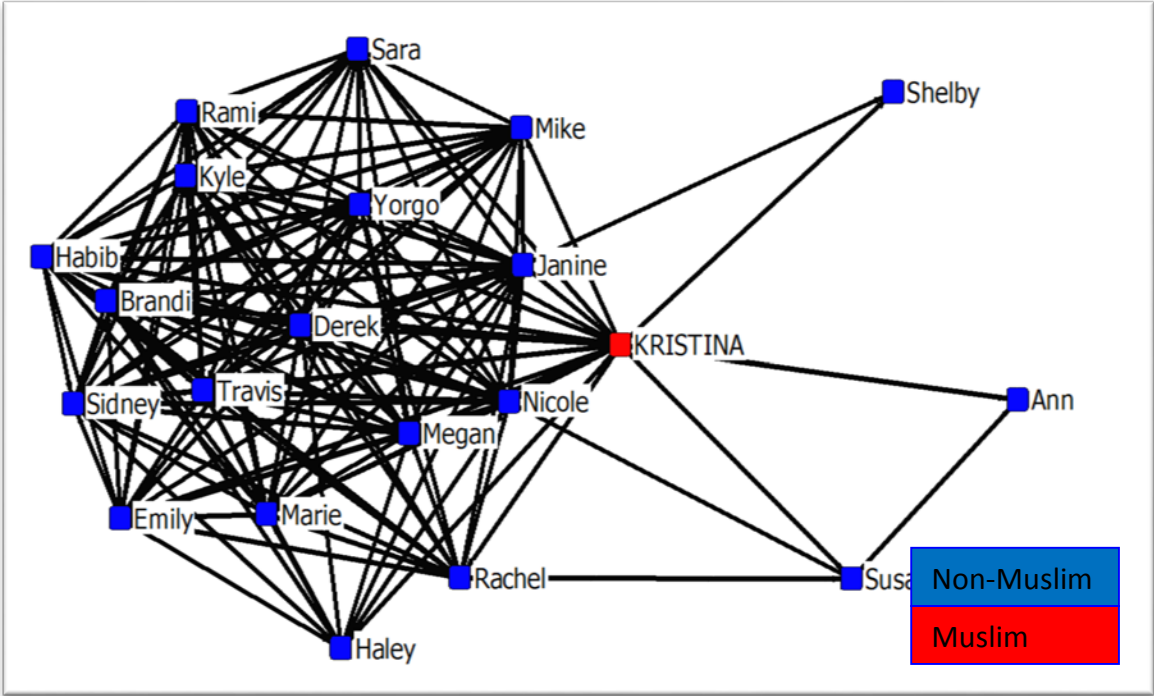 Sara
Shelby
Rami
Mike
Kyle
Yorgo
Habib
Janine
Brandi
Derek
KRISTINA
Travis
Sidney
Nicole
Ann
Megan
Emily
Marie
Rachel
Non-Muslim
Muslim
Haley